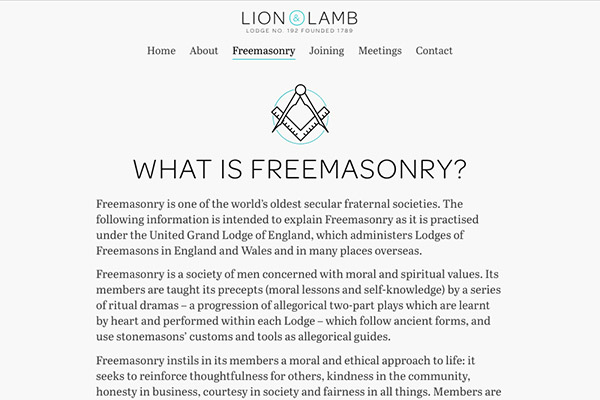 LION & LAMB
LODGE NO. 192 FOUNDED 1789
Home About Freemasonry Joining Meetings Contact
WHAT IS FREEMASONRY?
Freemasonry is one of the world’s oldest secular fraternal societies. The
following information is intended to explain Freemasonry as it is practised
under the United Grand Lodge of England, which administers Lodges of
Freemasons in England and Wales and in many places overseas.
Freemasonry is a society of men concerned with moral and spiritual values. Its
members are taught its precepts (moral lessons and self-knowledge) by a series
of ritual dramas – a progression of allegorical two-part plays which are learnt
by heart and performed within each Lodge – which follow ancient forms, and
use stonemasons’ customs and tools as allegorical guides.
Freemasonry instils in its members a moral and ethical approach to life: it
seeks to reinforce thoughtfulness for others, kindness in the community,
honesty in business, courtesy in society and fairness in all things. Members are